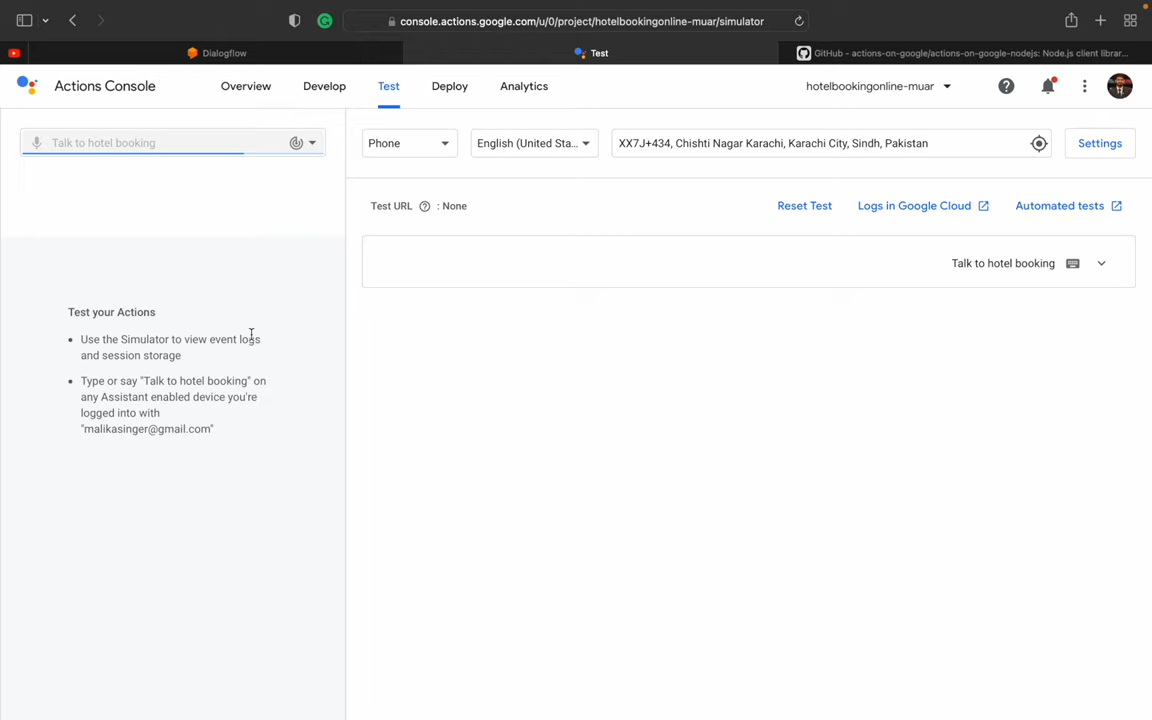 console.actions.google.com/u/0/project/hotelbookingonline-muar/simulator
Dialogflow
Test
GitHub - actions-on-google/actions-on-google-nodejs: Node.js client librar...
Actions Console
Overview
Develop
Test
Deploy
Analytics
hotelbookingonline-muar
Talk to hotel booking
Phone
English (United Sta...
XX7J+434, Chishti Nagar Karachi, Karachi City, Sindh, Pakistan
Settings
Test URL : None
Reset Test
Logs in Google Cloud
Automated tests
Talk to hotel booking
Test your Actions
Use the Simulator to view event logs
and session storage
Type or say "Talk to hotel booking" on
any Assistant enabled device you're
logged into with
"malikasinger@gmail.com"